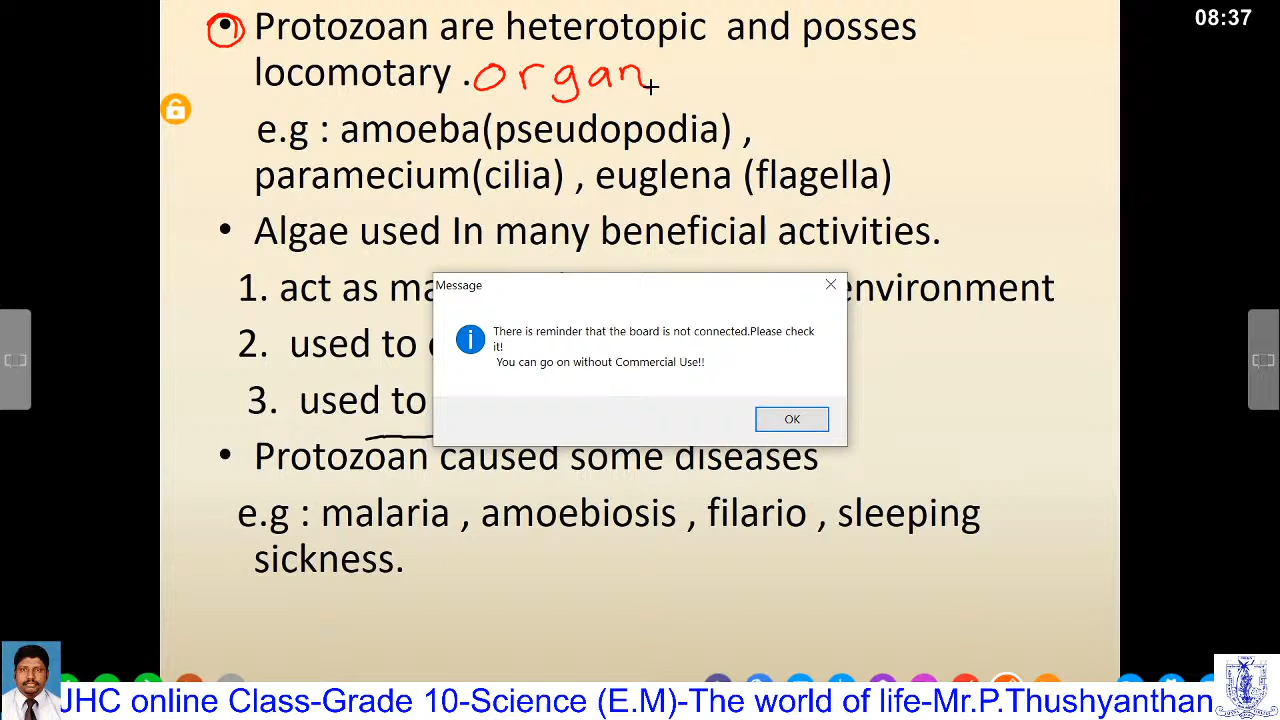 08:37
• Protozoan are heterotopic and posses
locomotary . organ
e.g : amoeba(pseudopodia) ,
paramecium(cilia) , euglena (flagella)
• Algae used In many beneficial activities.
1. act as environment
2. used to
3. used to
Message
There is reminder that the board is not connected.Please check
it!
You can go on without Commercial Use!!
OK
• Protozoan caused some diseases
e.g : malaria , amoebiosis , filario , sleeping
sickness.
JHC online Class-Grade 10-Science (E.M)-The world of life-Mr.P.Thushyanthan